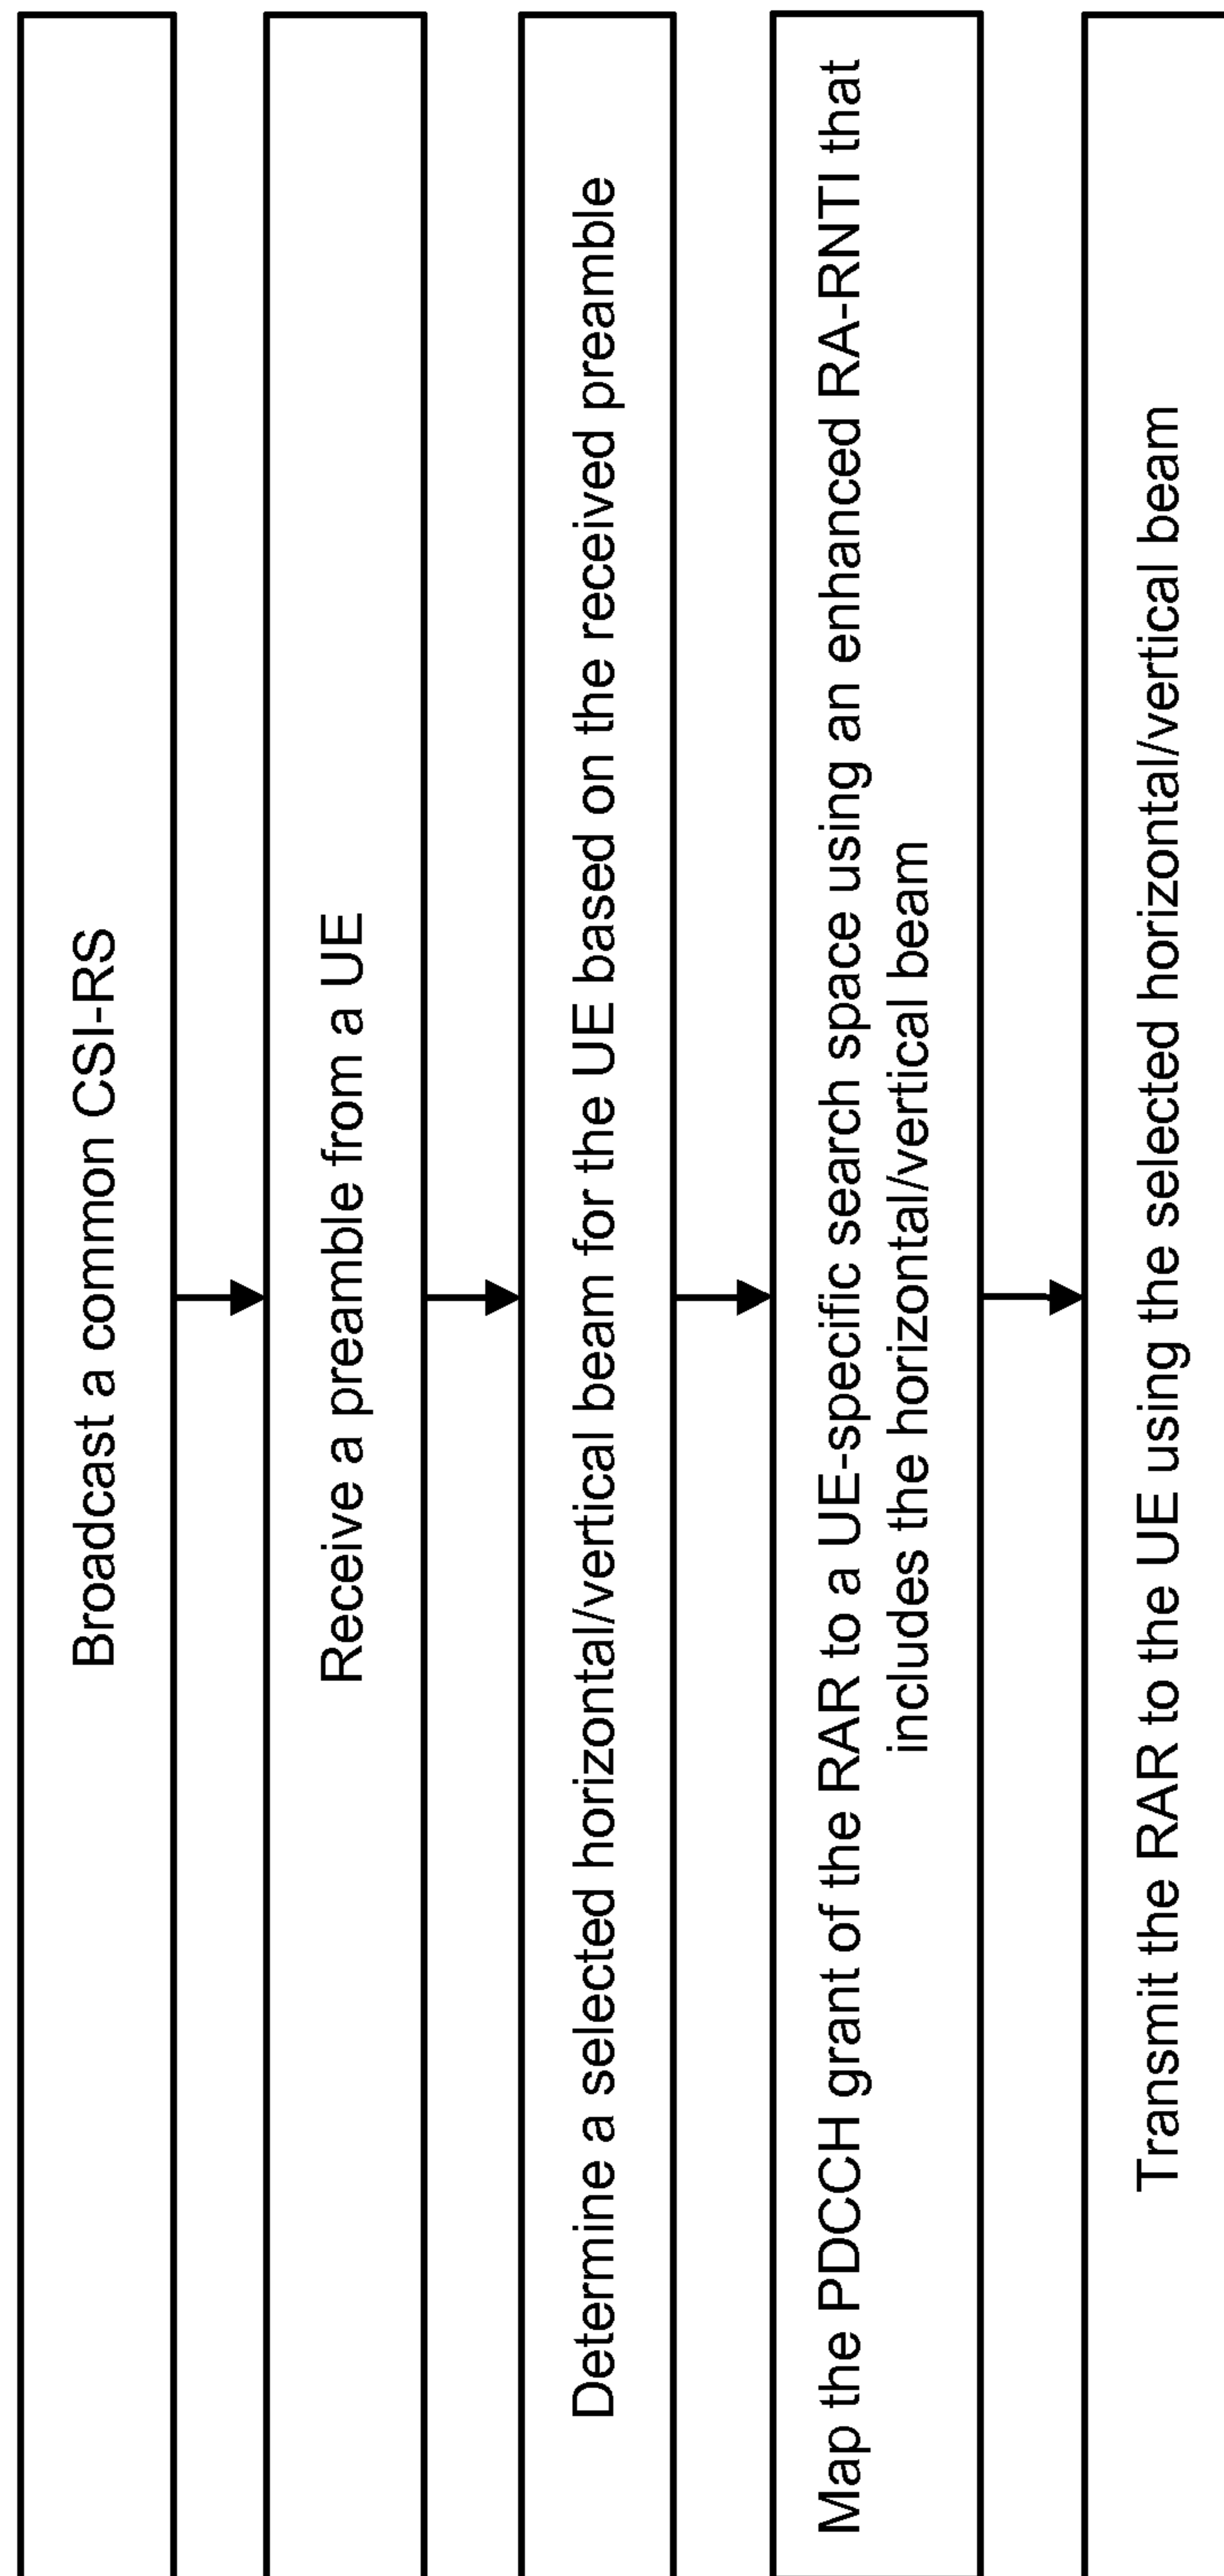 Broadcast a common CSI-RS
Receive a preamble from a UE
Determine a selected horizontal/vertical beam for the UE based on the received preamble
Map the PDCCH grant of the RAR to a UE-specific search space using an enhanced RA-RNTI that
includes the horizontal/vertical beam
Transmit the RAR to the UE using the selected horizontal/vertical beam